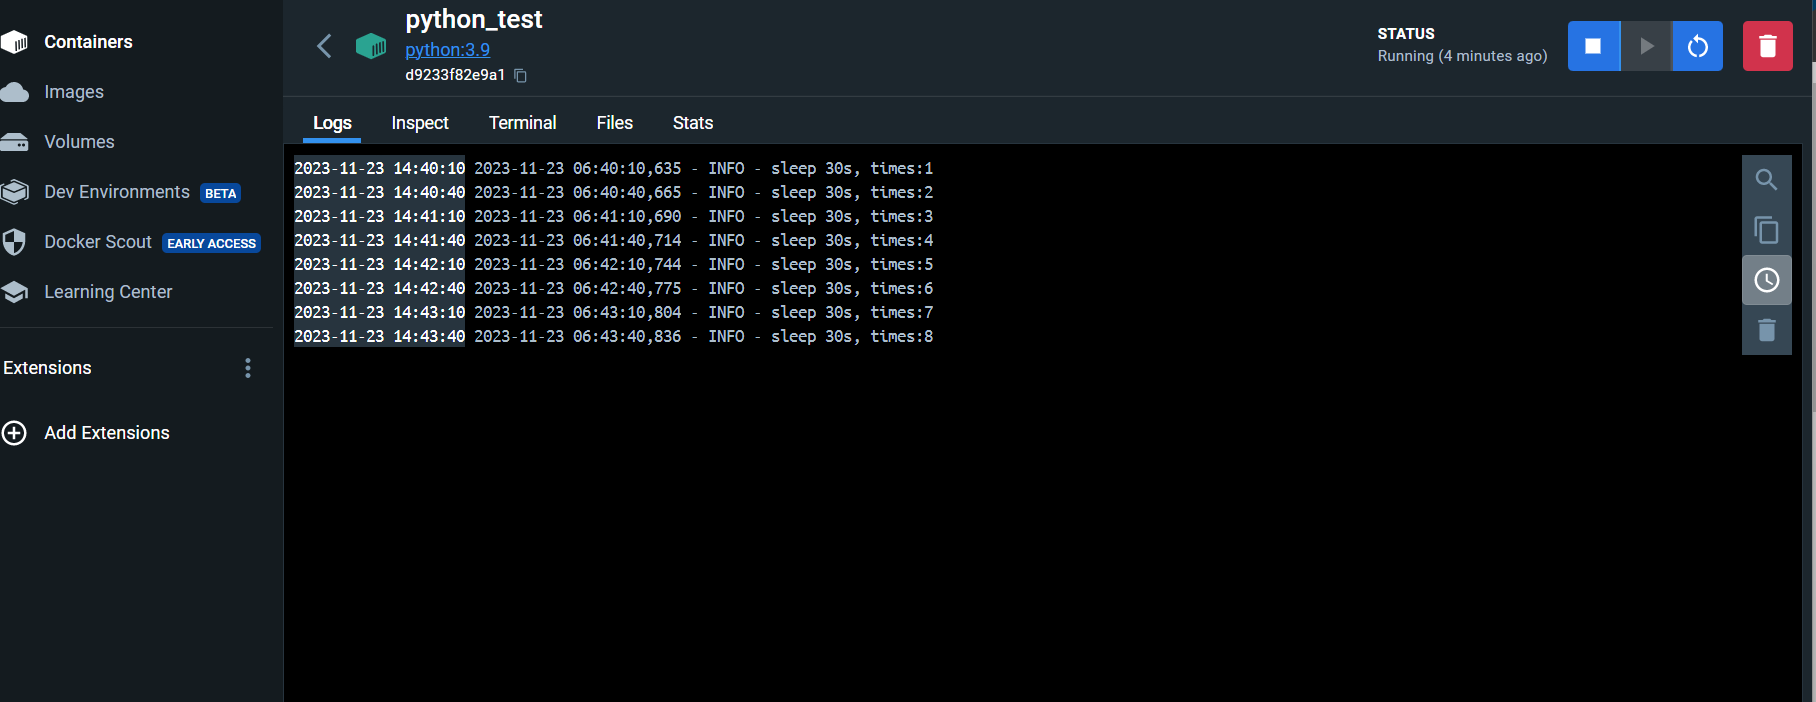 Containers
Images
Volumes
Dev Environments BETA
Docker Scout EARLY ACCESS
Learning Center
Extensions
Add Extensions
python_test
python:3.9
d9233f82e9a1
STATUS
Running (4 minutes ago)
Logs Inspect Terminal Files Stats
2023-11-23 14:40:10 2023-11-23 06:40:10,635 - INFO - sleep 30s, times:1
2023-11-23 14:40:40 2023-11-23 06:40:40,665 - INFO - sleep 30s, times:2
2023-11-23 14:41:10 2023-11-23 06:41:10,690 - INFO - sleep 30s, times:3
2023-11-23 14:41:40 2023-11-23 06:41:40,714 - INFO - sleep 30s, times:4
2023-11-23 14:42:10 2023-11-23 06:42:10,744 - INFO - sleep 30s, times:5
2023-11-23 14:42:40 2023-11-23 06:42:40,775 - INFO - sleep 30s, times:6
2023-11-23 14:43:10 2023-11-23 06:43:10,804 - INFO - sleep 30s, times:7
2023-11-23 14:43:40 2023-11-23 06:43:40,836 - INFO - sleep 30s, times:8